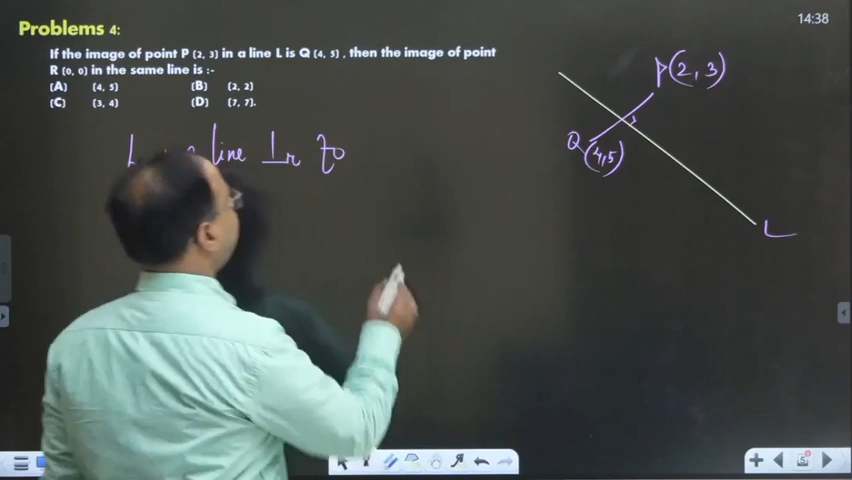 Problems 4:
14:38
If the image of point P (2, 3) in a line L is Q (4, 5), then the image of point
R (0, 0) in the same line is :-
(A) (4, 5) (B) (2, 2)
(C) (3, 4) (D) (7, 7).
P(2, 3)
Q(4,5)
L
line ⊥r to